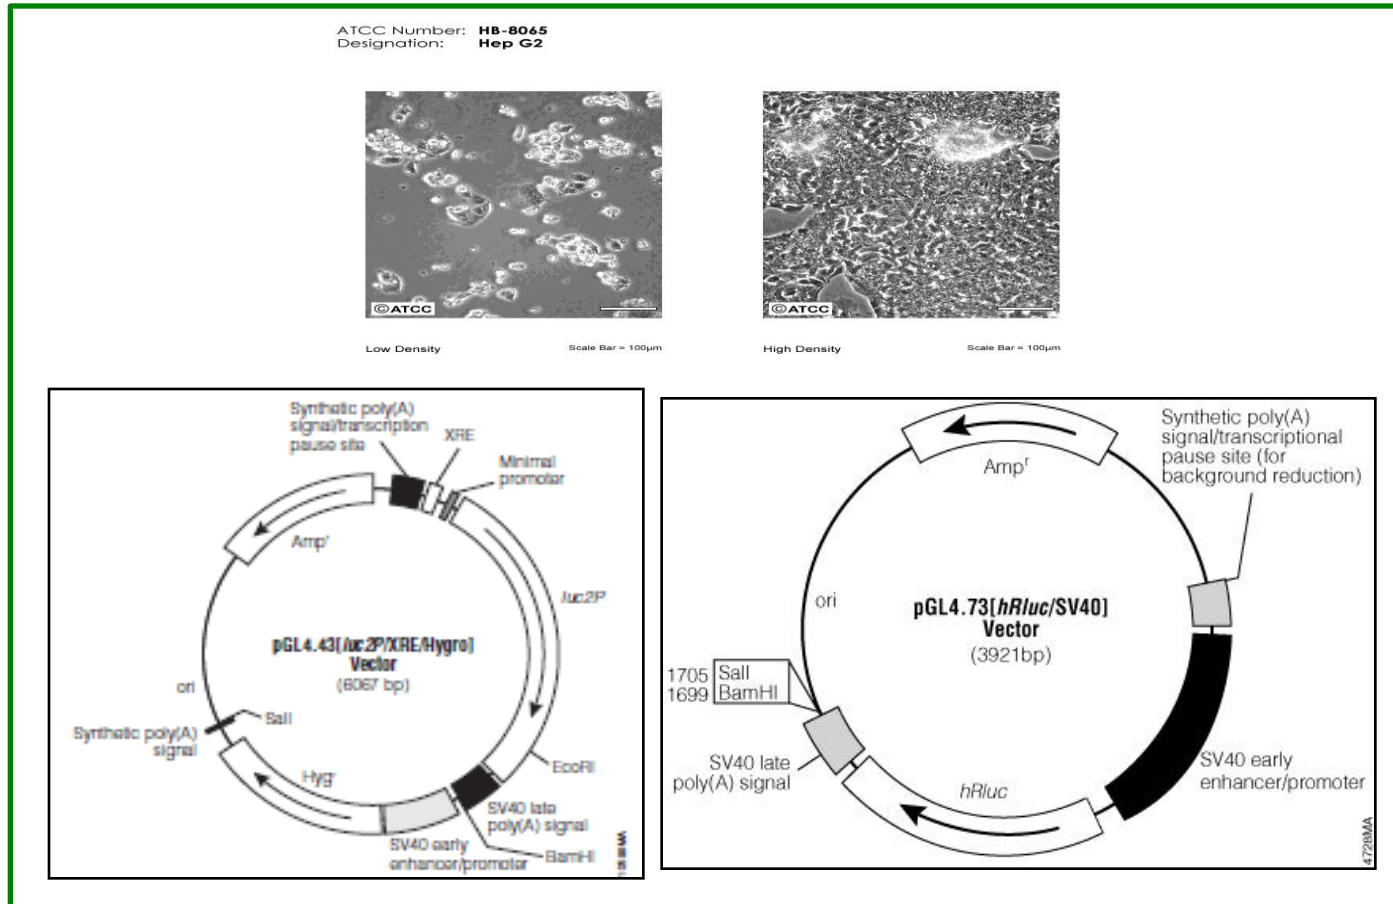 ATCC Number: HB-8065
Designation: Hep G2
©ATCC
©ATCC
Low Density
Scale Bar = 100µm
High Density
Scale Bar = 100µm
Synthetic poly(A)
signal/transcription
pause site
XRE
Minimal
promoter
Ampʳ
luc2P
pGL4.43[luc2P/XRE/Hygro]
Vector
(6067 bp)
ori
SalI
Synthetic poly(A)
signal
Hygʳ
EcoRI
SV40 late
poly(A) signal
SV40 early
enhancer/promoter
BamHI
Ampʳ
Synthetic poly(A)
signal/transcriptional
pause site (for
background reduction)
ori
pGL4.73[hRluc/SV40]
Vector
(3921bp)
1705 SalI
1699 BamHI
SV40 late
poly(A) signal
hRluc
SV40 early
enhancer/promoter
4728MA